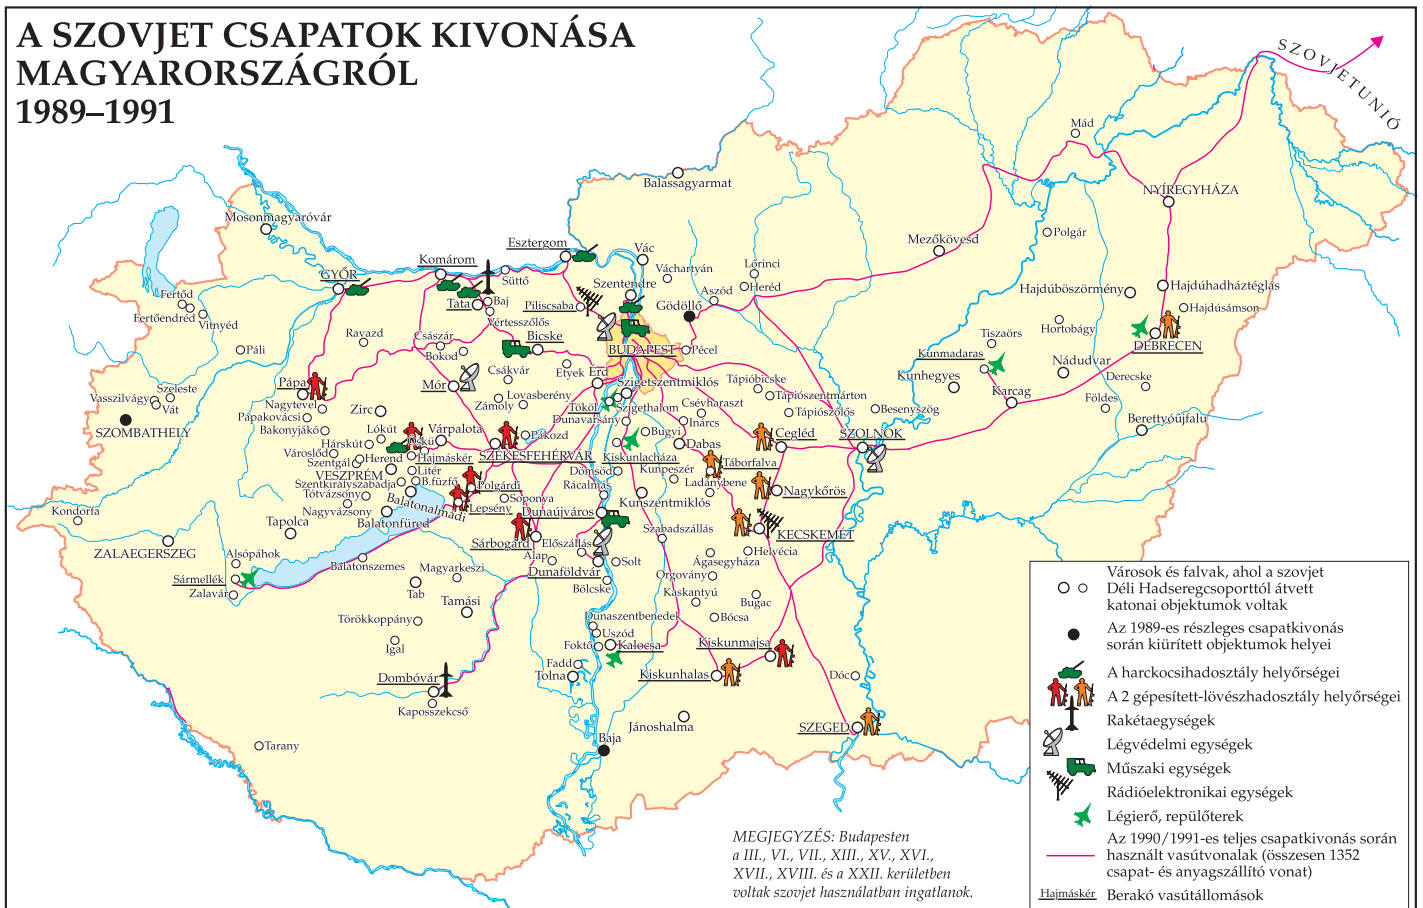 A SZOVJET CSAPATOK KIVONÁSA
MAGYARORSZÁGRÓL
1989–1991
SZOVJETUNIÓ
Mád
Balassagyarmat
NYÍREGYHÁZA
Mosonmagyaróvár
Polgár
Esztergom
Mezőkövesd
Vác
Komárom
Lőrinci
Váchartyán
GYŐR
Süttő
Szentendre
Aszód
Heréd
Hajdúböszörmény
Hajdúhadháztéglás
Fertőd
Tata
Baj
Piliscsaba
Gödöllő
Hajdúsámson
Fertőendréd
Vitnyéd
Vértesszőlős
Hortobágy
Ravazd
Császár
Bicske
Tiszaörs
DEBRECEN
Páli
Bokod
BUDAPEST
Pécel
Kunmadaras
Nádudvar
Csákvár
Etyek
Érd
Kunhegyes
Derecske
Pápa
Mór
Szigetszentmiklós
Tápióbicske
Karcag
Szeleste
Vasszilvágy
Lovasberény
Tápiószentmárton
Földes
Vát
Nagytevel
Zámoly
Tököl
Szigethalom
Csévharaszt
Tápiószőlős
Besenyszög
Pápakovácsi
Zirc
Dunavarsány
Inárcs
Berettyóújfalu
SZOMBATHELY
Bakonyjákó
Lókút
Várpalota
Pákozd
Bugyi
Cegléd
SZOLNOK
Hárskút
Öskü
Dabas
Városlőd
Herend
Hajmáskér
SZÉKESFEHÉRVÁR
Kiskunlacháza
Táborfalva
Szentgál
VESZPRÉM
Litér
Dömsöd
Kunpeszér
Szentkirályszabadja
B.füzfő
Polgárdi
Rácalmás
Ladánybene
Tótvázsony
Soponya
Kunszentmiklós
Nagykőrös
Nagyvázsony
Balatonalmádi
Lepsény
Dunaújváros
Kondorfa
Tapolca
Balatonfüred
Szabadszállás
KECSKEMÉT
ZALAEGERSZEG
Sárbogárd
Előszállás
Helvécia
Alsópáhok
Balatonszemes
Alap
Solt
Ágasegyháza
Sármellék
Magyarkeszi
Dunaföldvár
Orgovány
Zalavár
Tab
Bölcske
Kaskantyú
Tamási
Bugac
Törökkoppány
Dunaszentbenedek
Bócsa
Uszód
Igal
Foktő
Kalocsa
Kiskunmajsa
Dombóvár
Fadd
Tolna
Kiskunhalas
Dóc
Kaposszekcső
Jánoshalma
SZEGED
Tarany
Baja
MEGJEGYZÉS: Budapesten
a III., VI., VII., XIII., XV., XVI.,
XVII., XVIII. és a XXII. kerületben
voltak szovjet használatban ingatlanok.
Városok és falvak, ahol a szovjet
Déli Hadseregcsoporttól átvett
katonai objektumok voltak
Az 1989-es részleges csapatkivonás
során kiürített objektumok helyei
A harckocsihadosztály helyőrségei
A 2 gépesített-lövészhadosztály helyőrségei
Rakétaegységek
Légvédelmi egységek
Műszaki egységek
Rádióelektronikai egységek
Légierő, repülőterek
Az 1990/1991-es teljes csapatkivonás során
használt vasútvonalak (összesen 1352
csapat- és anyagszállító vonat)
Hajmáskér Berakó vasútállomások